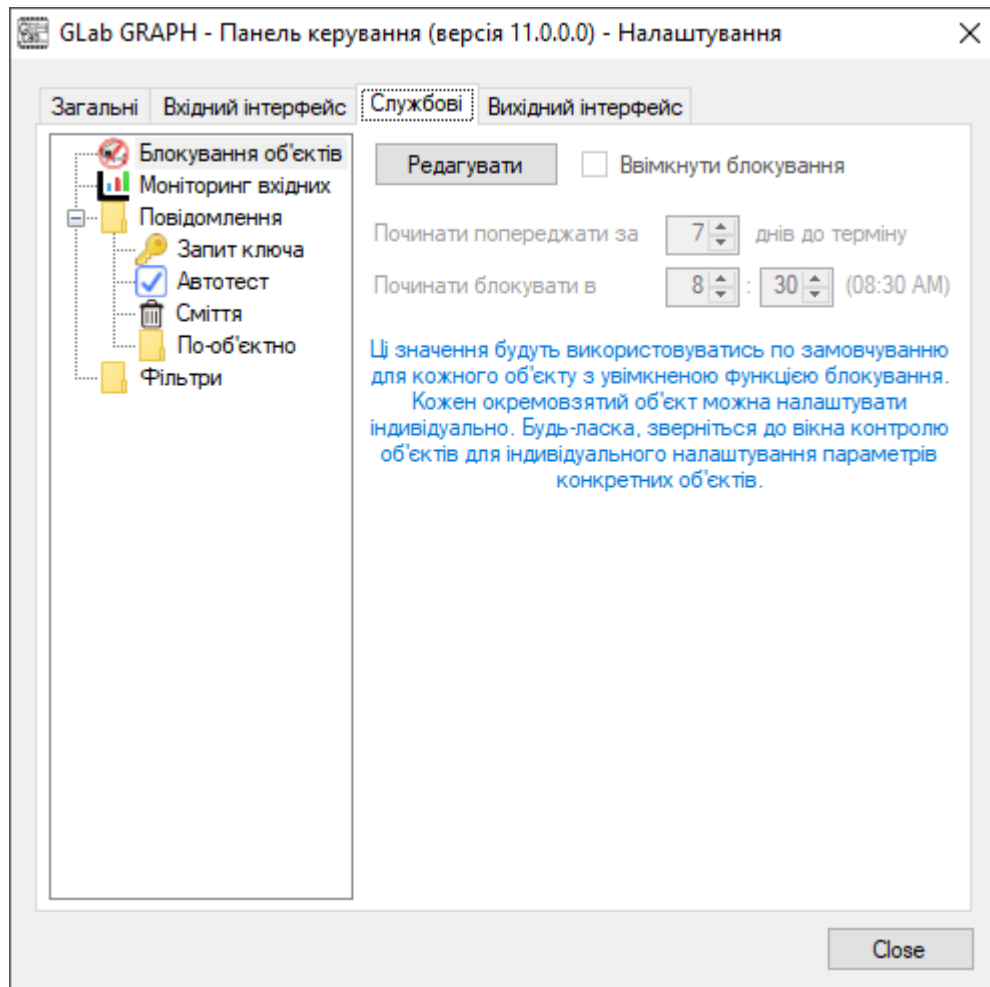 GLab GRAPH - Панель керування (версія 11.0.0.0) - Налаштування
Загальні Вхідний інтерфейс Службові Вихідний інтерфейс
Блокування об'єктів
Моніторинг вхідних
Повідомлення
Запит ключа
Автотест
Сміття
По-об'єктно
Фільтри
Редагувати Ввімкнути блокування
Починати попереджати за 7 днів до терміну
Починати блокувати в 8 : 30 (08:30 AM)
Ці значення будуть використовуватись по замовчуванню
для кожного об'єкту з увімкненою функцією блокування.
Кожен окремовзятий об'єкт можна налаштувати
індивідуально. Будь-ласка, зверніться до вікна контролю
об'єктів для індивідуального налаштування параметрів
конкретних об'єктів.
Close